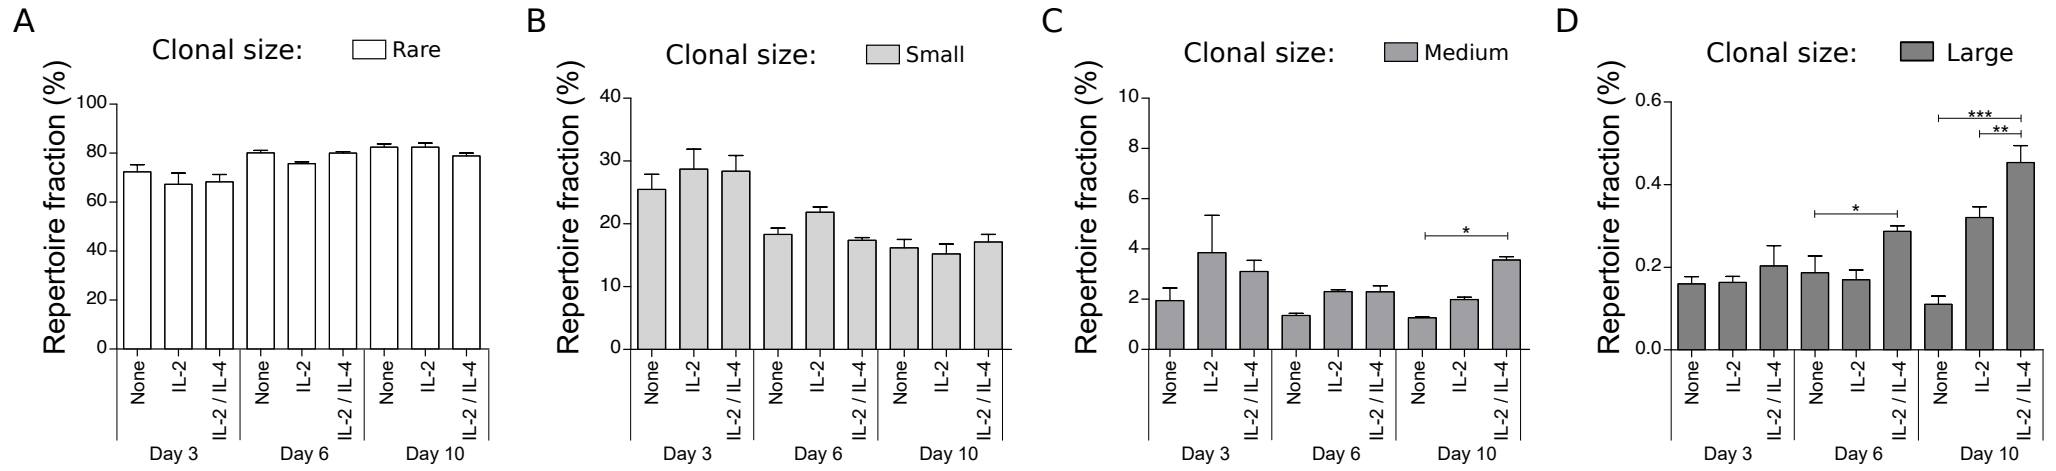 A
Clonal size: Rare
Repertoire fraction (%)
100
80
60
40
20
0
None
IL-2
IL-2 / IL-4
None
IL-2
IL-2 / IL-4
None
IL-2
IL-2 / IL-4
Day 3
Day 6
Day 10
B
Clonal size: Small
Repertoire fraction (%)
40
30
20
10
0
None
IL-2
IL-2 / IL-4
None
IL-2
IL-2 / IL-4
None
IL-2
IL-2 / IL-4
Day 3
Day 6
Day 10
C
Clonal size: Medium
Repertoire fraction (%)
10
8
6
4
2
0
*
None
IL-2
IL-2 / IL-4
None
IL-2
IL-2 / IL-4
None
IL-2
IL-2 / IL-4
Day 3
Day 6
Day 10
D
Clonal size: Large
Repertoire fraction (%)
0.6
0.4
0.2
0.0
***
**
*
None
IL-2
IL-2 / IL-4
None
IL-2
IL-2 / IL-4
None
IL-2
IL-2 / IL-4
Day 3
Day 6
Day 10